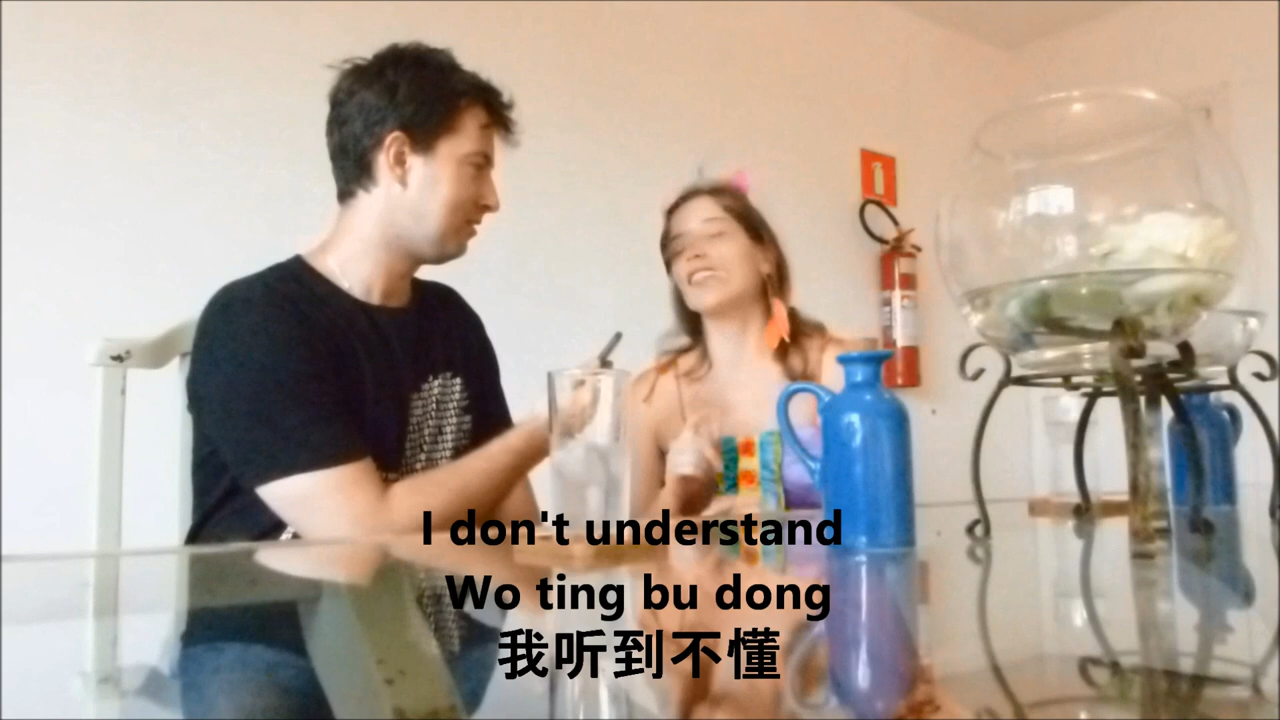 I don't understand
Wo ting bu dong
我听到不懂